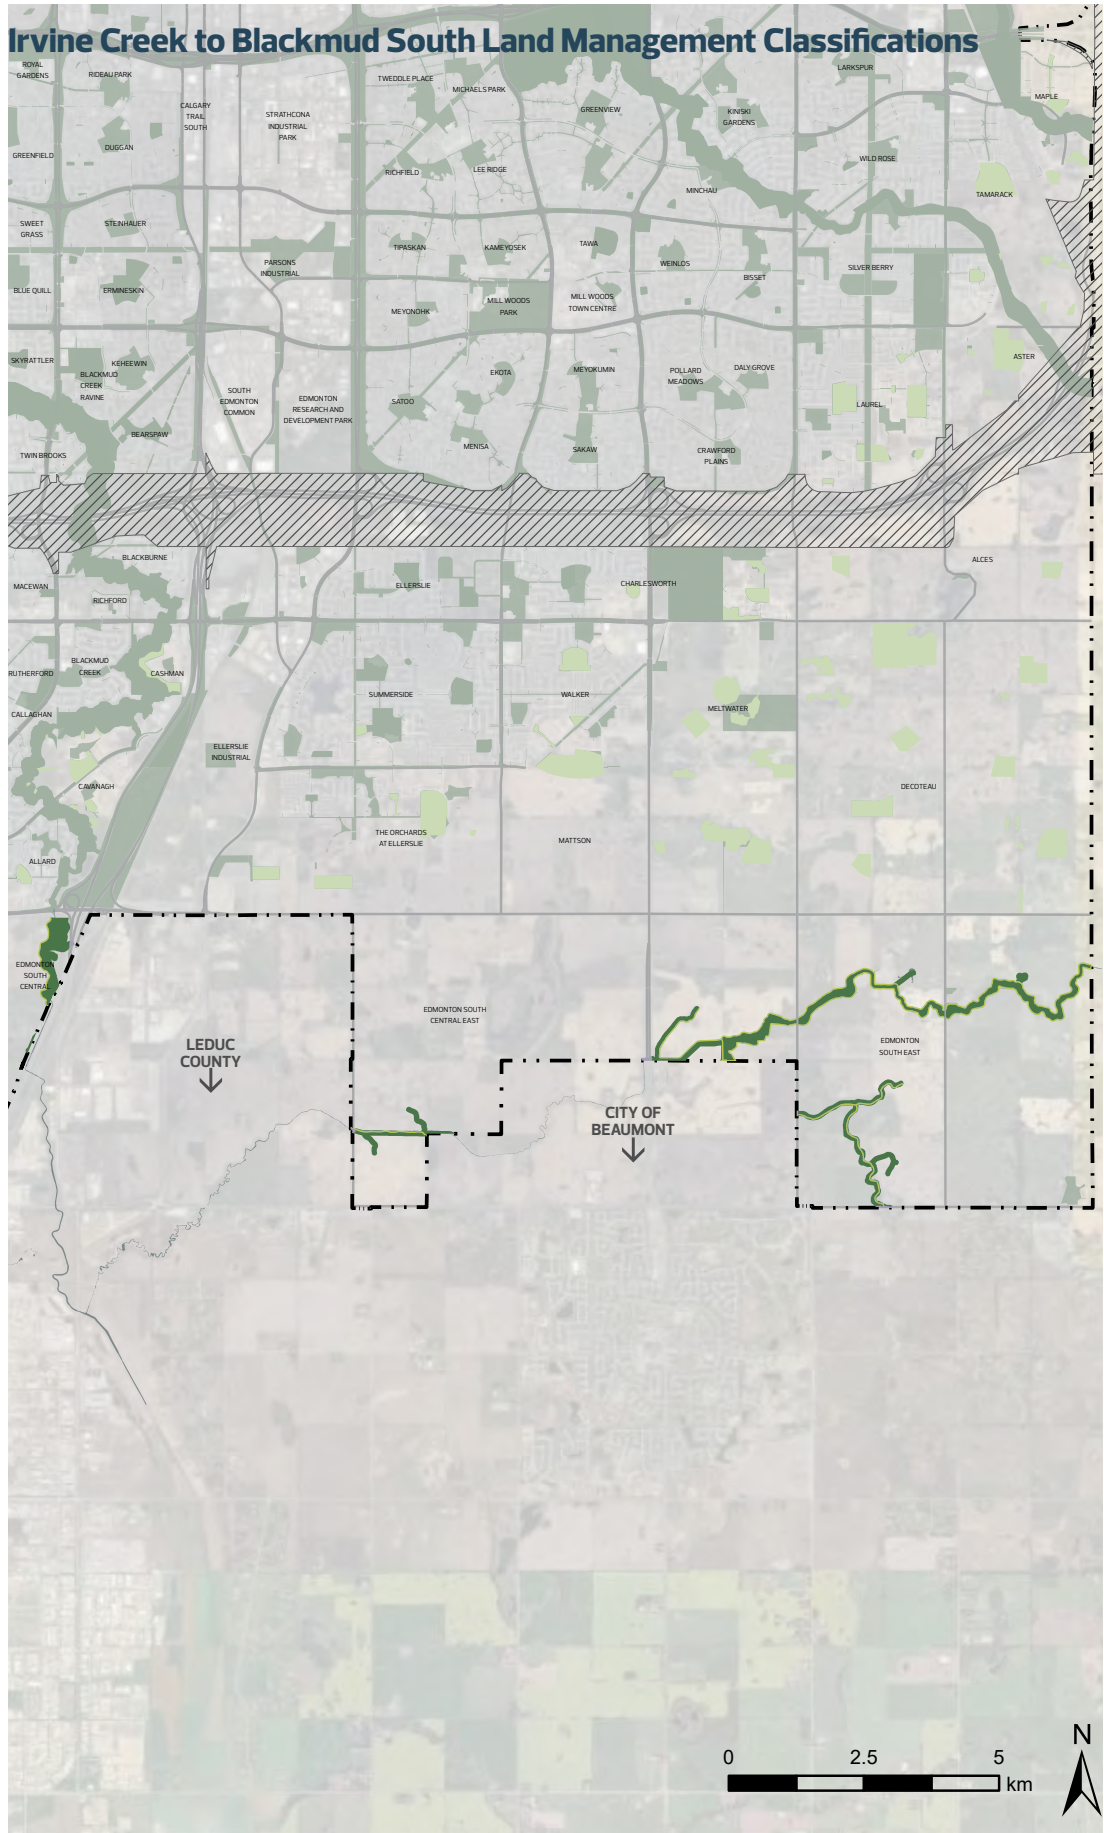 Irvine Creek to Blackmud South Land Management Classifications
ROYAL
GARDENS
RIDEAU PARK
CALGARY
TRAIL
SOUTH
STRATHCONA
INDUSTRIAL
PARK
TWEDDLE PLACE
MICHAELS PARK
GREENVIEW
KINISKI
GARDENS
LARKSPUR
MAPLE
GREENFIELD
DUGGAN
RICHFIELD
LEE RIDGE
MINCHAU
WILD ROSE
TAMARACK
SWEET
GRASS
STEINHAUER
PARSONS
INDUSTRIAL
TIPASKAN
KAMEYOSEK
TAWA
WEINLOS
BISSET
SILVER BERRY
BLUE QUILL
ERMINESKIN
MEYONOHK
MILL WOODS
PARK
MILL WOODS
TOWN CENTRE
SKYRATTLER
KEHEEWIN
BLACKMUD
CREEK
RAVINE
SOUTH
EDMONTON
COMMON
EDMONTON
RESEARCH AND
DEVELOPMENT PARK
EKOTA
MEYOKUMIN
POLLARD
MEADOWS
DALY GROVE
ASTER
SATOO
LAUREL
BEARSPAW
TWIN BROOKS
MENISA
SAKAW
CRAWFORD
PLAINS
BLACKBURNE
MACEWAN
RICHFORD
ELLERSLIE
CHARLESWORTH
ALCES
RUTHERFORD
BLACKMUD
CREEK
CASHMAN
SUMMERSIDE
WALKER
MELTWATER
CALLAGHAN
ELLERSLIE
INDUSTRIAL
CAVANAGH
DECOTEAU
THE ORCHARDS
AT ELLERSLIE
MATTSON
ALLARD
EDMONTON
SOUTH
CENTRAL
EDMONTON SOUTH
CENTRAL EAST
EDMONTON
SOUTH EAST
LEDUC
COUNTY
CITY OF
BEAUMONT
N
0
2.5
5
km